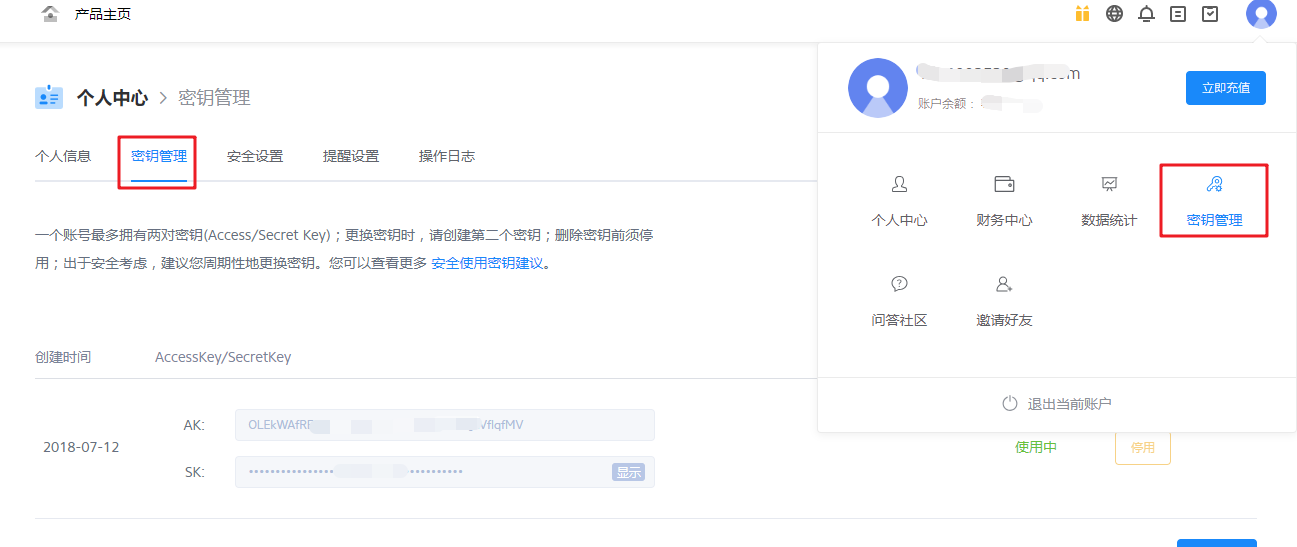 产品主页
个人中心 > 密钥管理
个人信息 密钥管理 安全设置 提醒设置 操作日志
一个账号最多拥有两对密钥(Access/Secret Key)；更换密钥时，请创建第二个密钥；删除密钥前须停
用；出于安全考虑，建议您周期性地更换密钥。您可以查看更多 安全使用密钥建议。
创建时间 AccessKey/SecretKey
2018-07-12
AK: OLEkWAfR VflqfMV
SK: 显示
使用中 停用
账户余额：
立即充值
个人中心 财务中心 数据统计 密钥管理
问答社区 邀请好友
退出当前账户